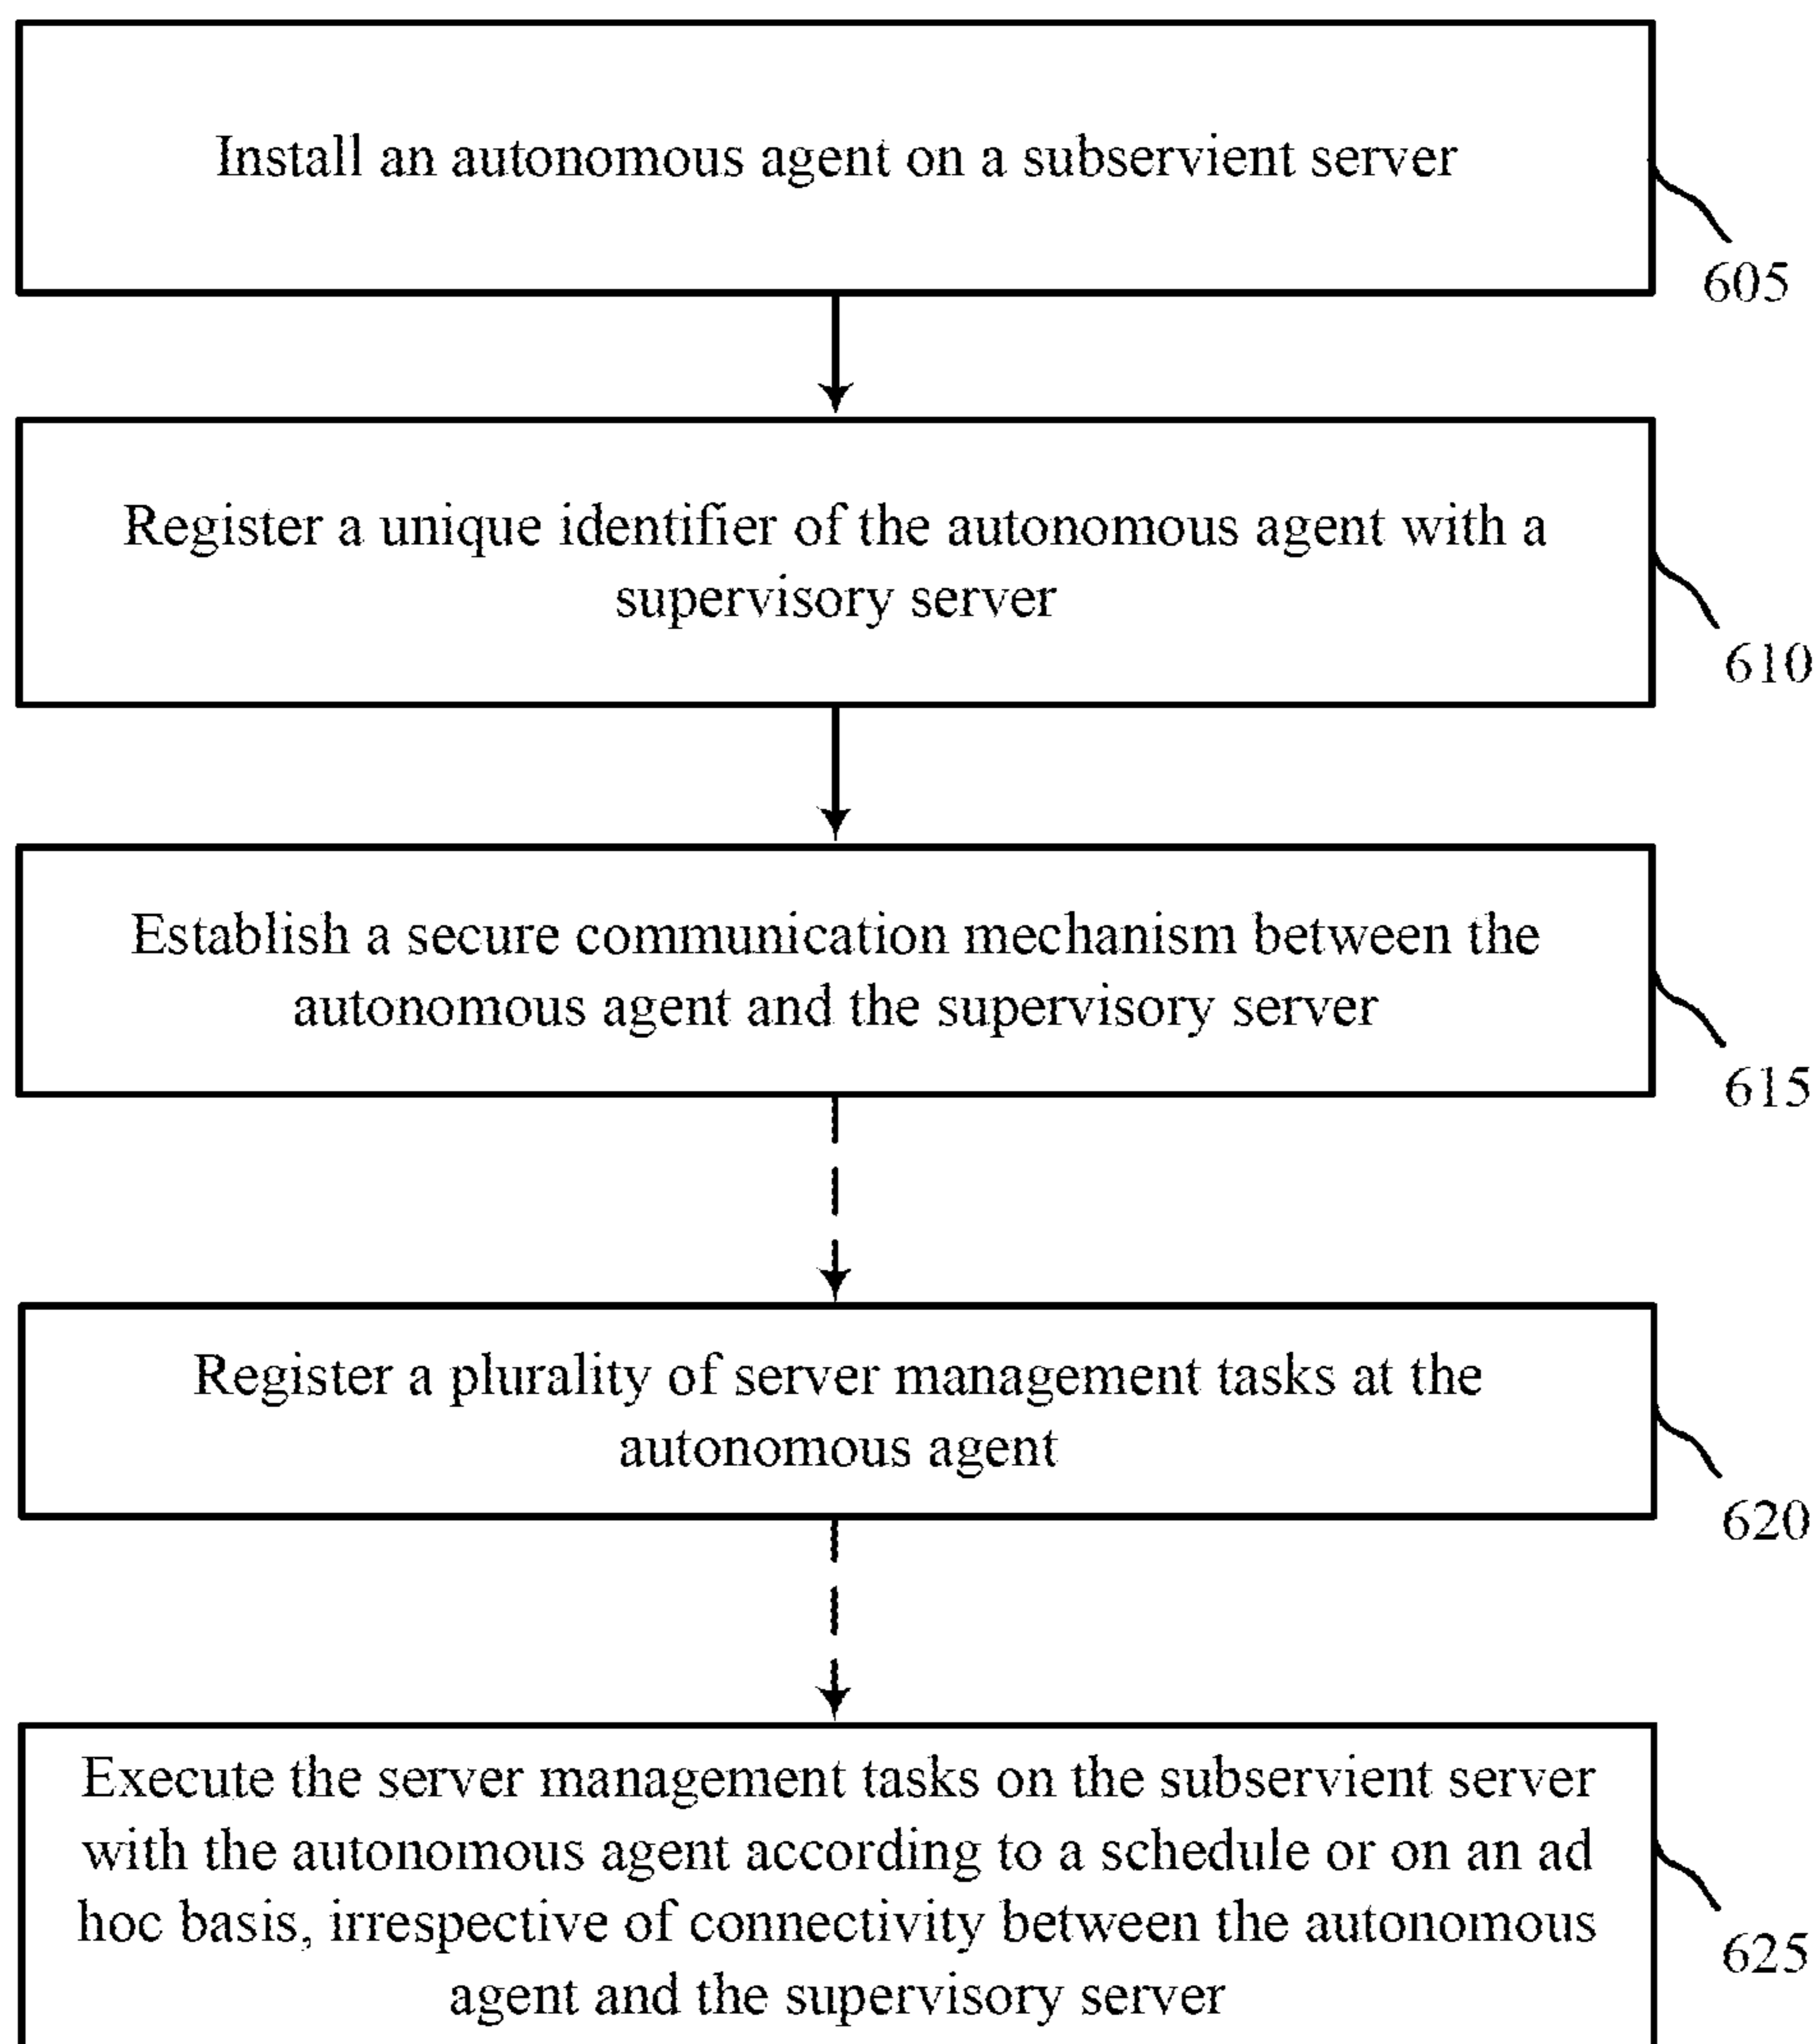 Install an autonomous agent on a subservient server
605
Register a unique identifier of the autonomous agent with a
supervisory server
610
Establish a secure communication mechanism between the
autonomous agent and the supervisory server
615
Register a plurality of server management tasks at the
autonomous agent
620
Execute the server management tasks on the subservient server
with the autonomous agent according to a schedule or on an ad
hoc basis, irrespective of connectivity between the autonomous
agent and the supervisory server
625